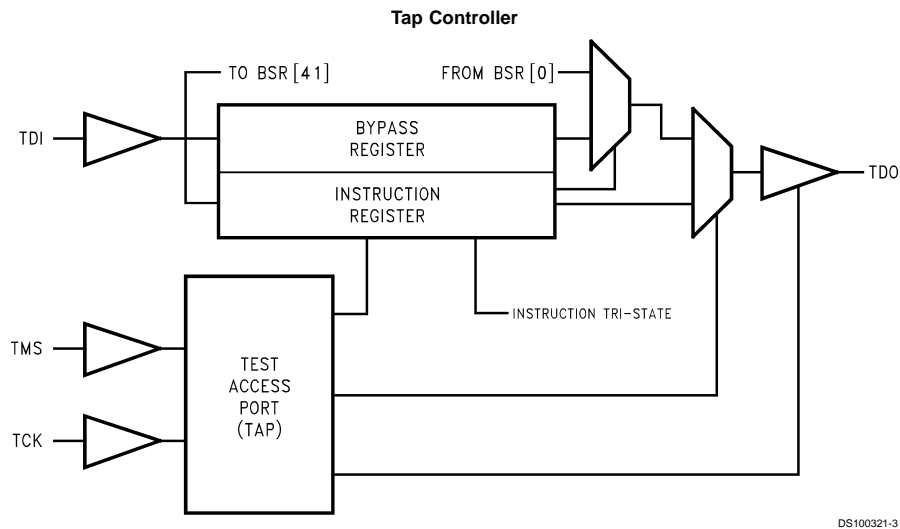 Tap Controller
TO BSR [41]
FROM BSR [0]
TDI
BYPASS
REGISTER
TDO
INSTRUCTION
REGISTER
INSTRUCTION TRI-STATE
TMS
TEST
ACCESS
PORT
(TAP)
TCK
DS100321-3